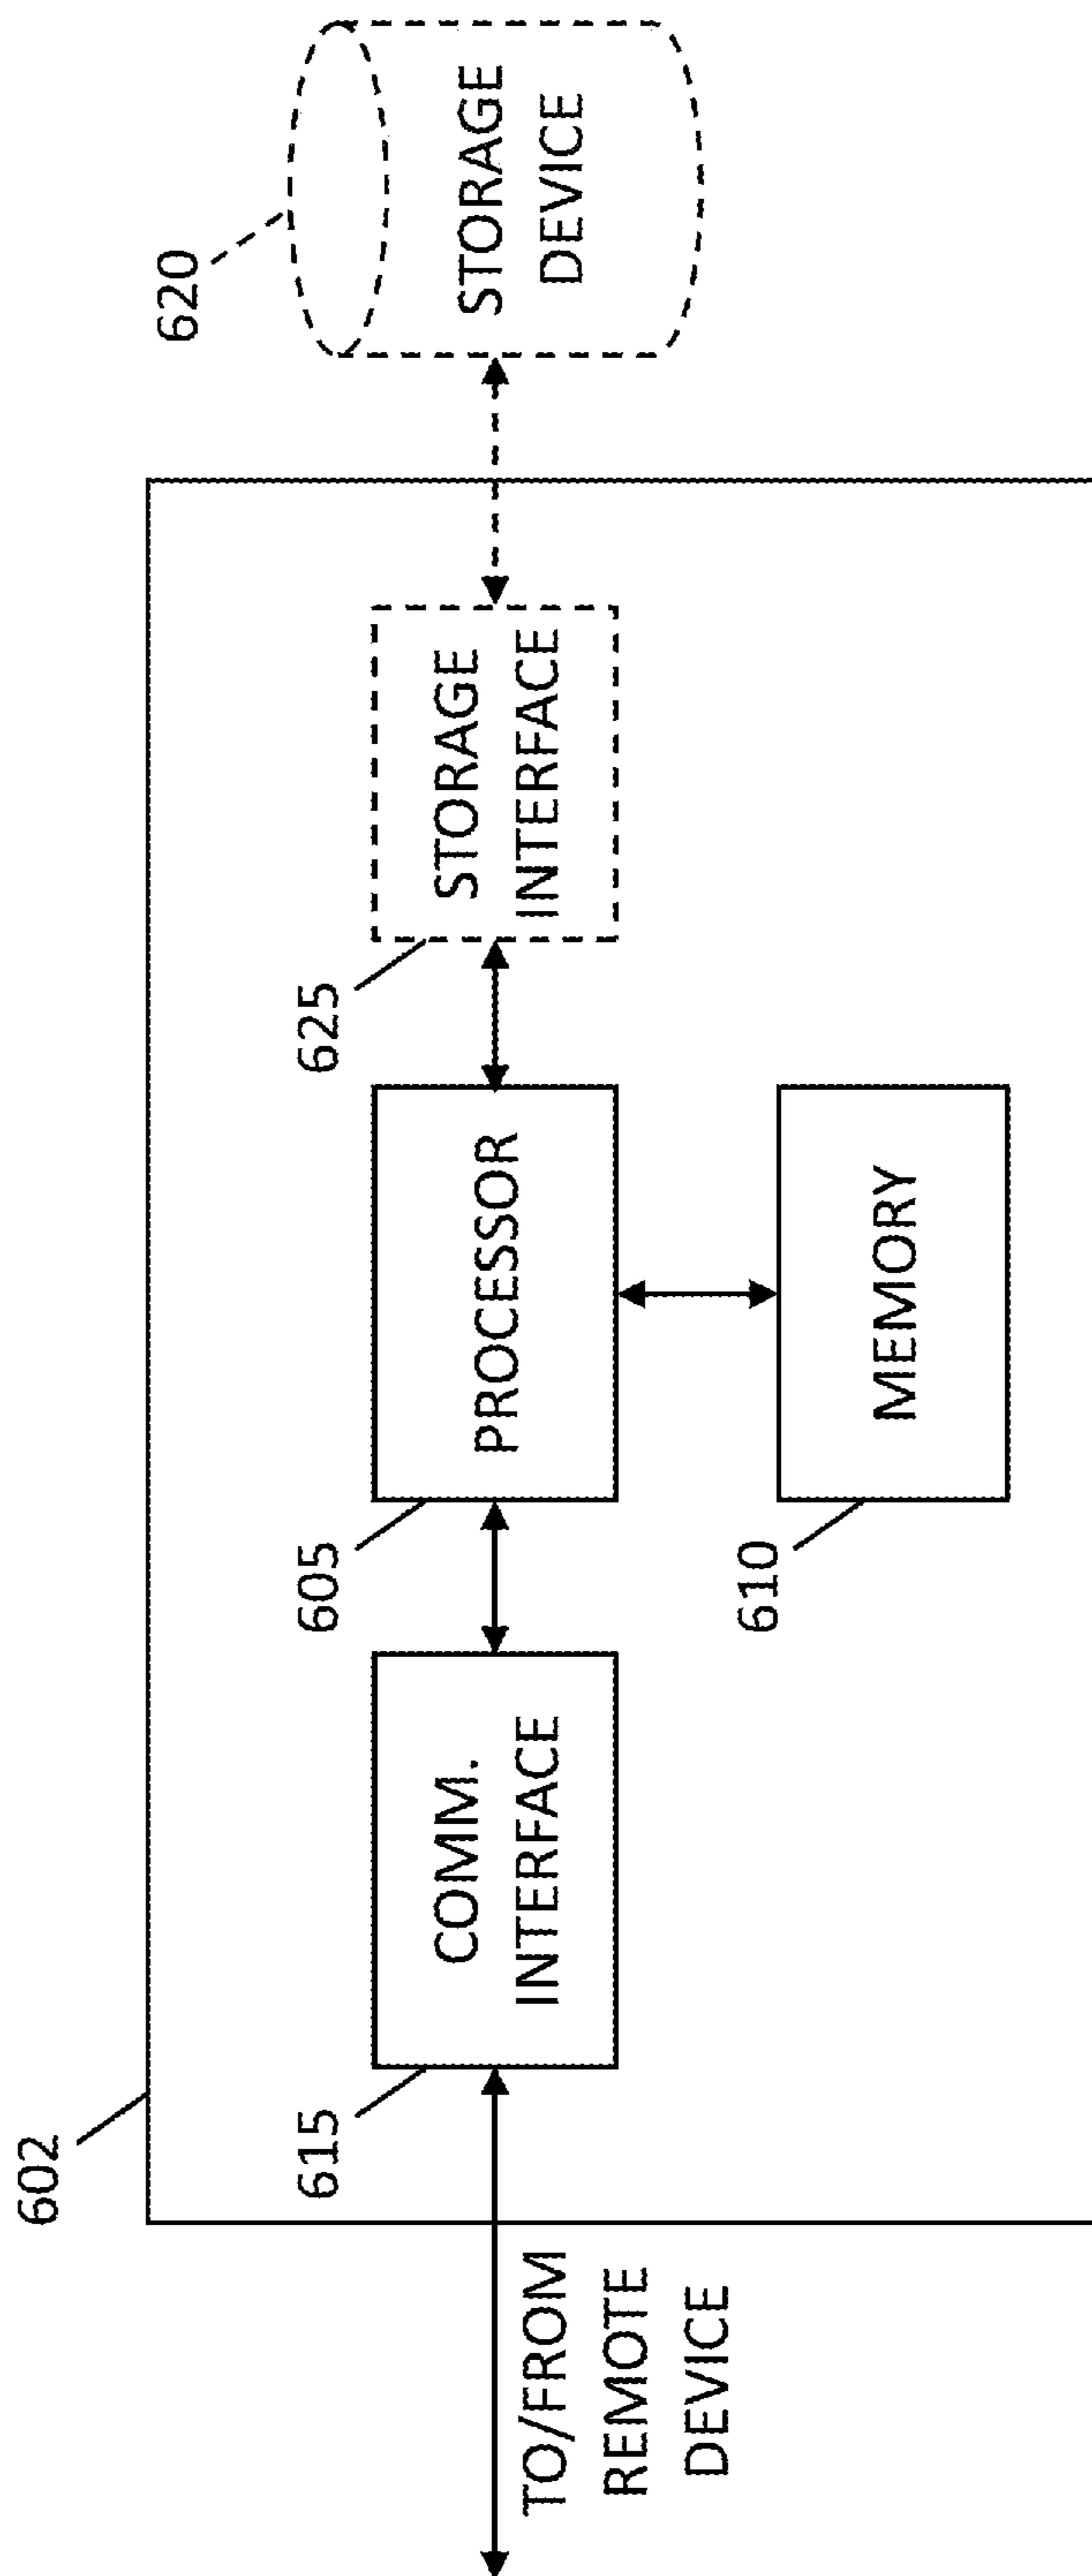 602
615
COMM.
INTERFACE
TO/FROM
REMOTE
DEVICE
605
PROCESSOR
610
MEMORY
625
STORAGE
INTERFACE
620
STORAGE
DEVICE